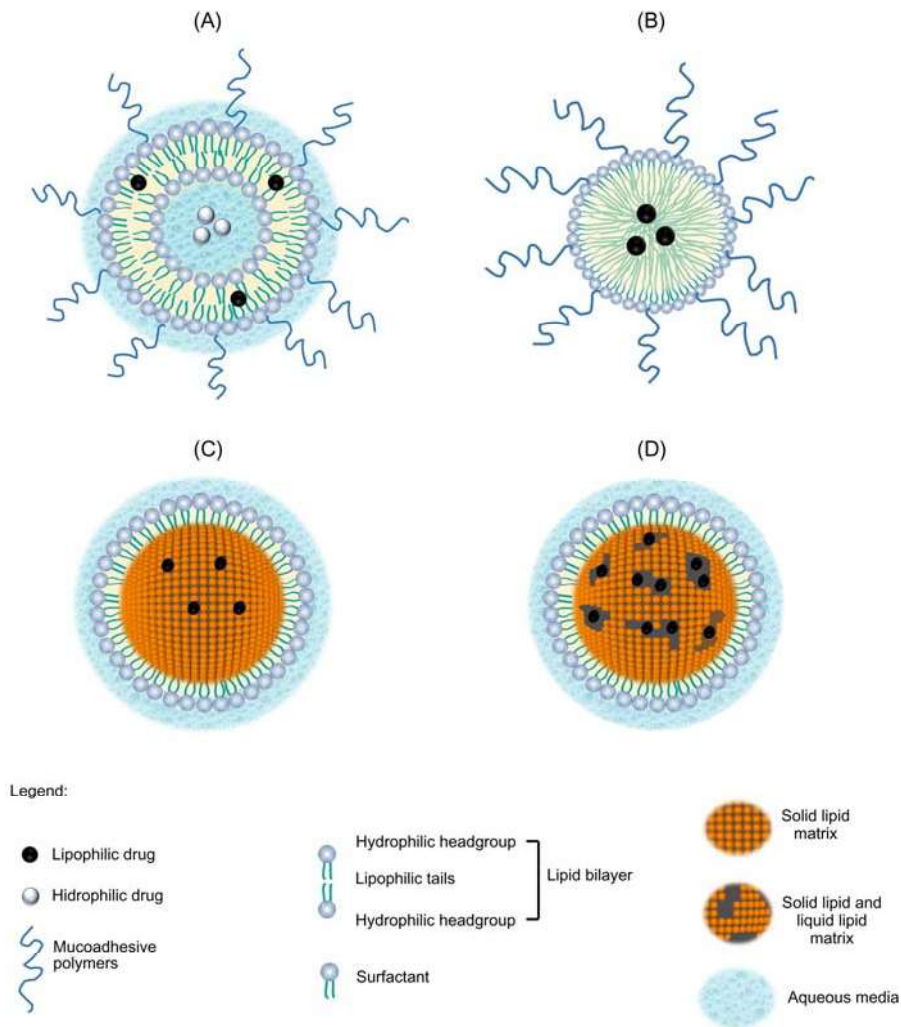 (A)
(B)
(C)
(D)
Legend:
Lipophilic drug
Hidrophilic drug
Mucoadhesive
polymers
Hydrophilic headgroup
Lipophilic tails
Hydrophilic headgroup
Lipid bilayer
Surfactant
Solid lipid
matrix
Solid lipid and
liquid lipid
matrix
Aqueous media